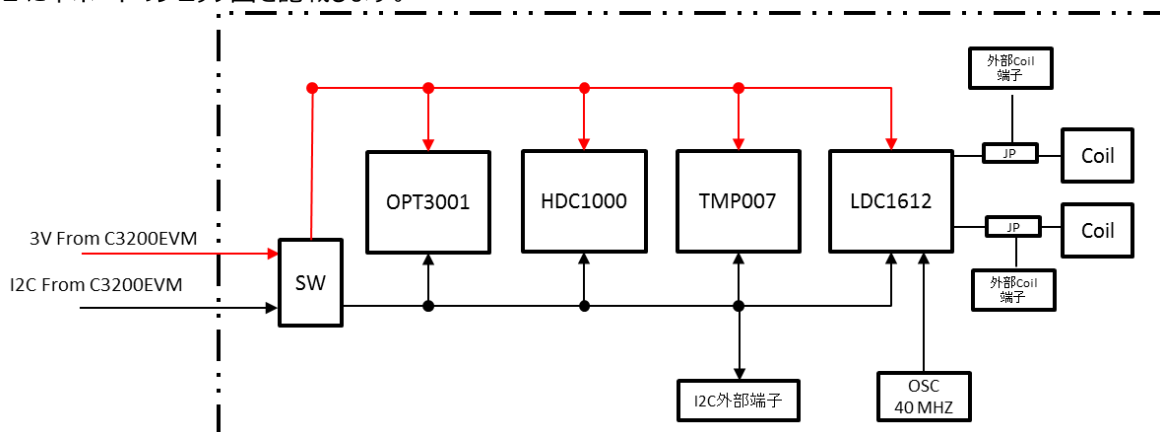 外部Coil
端子
JP
Coil
OPT3001
HDC1000
TMP007
LDC1612
JP
Coil
3V From C3200EVM
SW
I2C From C3200EVM
外部Coil
端子
I2C外部端子
OSC
40 MHZ